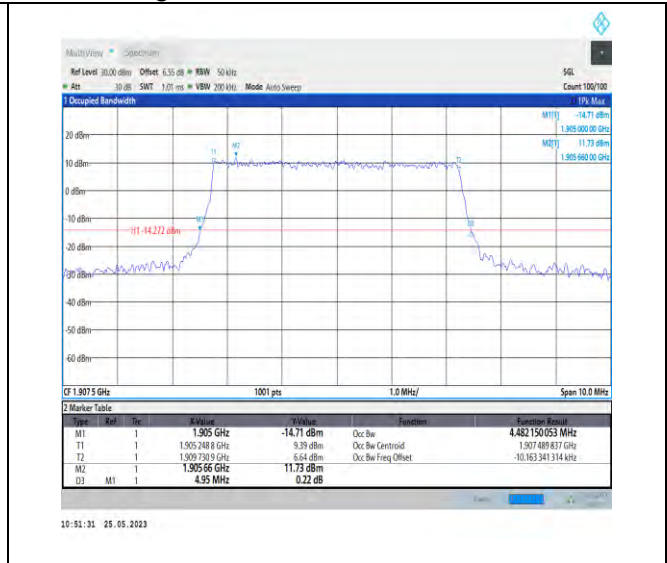 MultiView Spectrum
Ref Level 30.00 dBm Offset 6.55 dB RBW 50 kHz SGL
Att 30 dB SWT 1.01 ms VBW 200 kHz Mode Auto Sweep Count 100/100
1 Occupied Bandwidth 1Pk Max
M1[1] -14.71 dBm
1.905 000 00 GHz
M2[1] 11.73 dBm
1.905 660 00 GHz
20 dBm
T1 M2 T2
10 dBm
0 dBm
-10 dBm
M1 D3
H1 -14.272 dBm
-20 dBm
-30 dBm
-40 dBm
-50 dBm
-60 dBm
CF 1.907 5 GHz 1001 pts 1.0 MHz/ Span 10.0 MHz
2 Marker Table
Type Ref Trc X-Value Y-Value Function Function Result
M1 1 1.905 GHz -14.71 dBm Occ Bw 4.482 150 053 MHz
T1 1 1.905 248 8 GHz 9.39 dBm Occ Bw Centroid 1.907 489 837 GHz
T2 1 1.909 730 9 GHz 6.64 dBm Occ Bw Freq Offset -10.163 341 314 kHz
M2 1 1.905 66 GHz 11.73 dBm
D3 M1 1 4.95 MHz 0.22 dB
10:51:31 25.05.2023